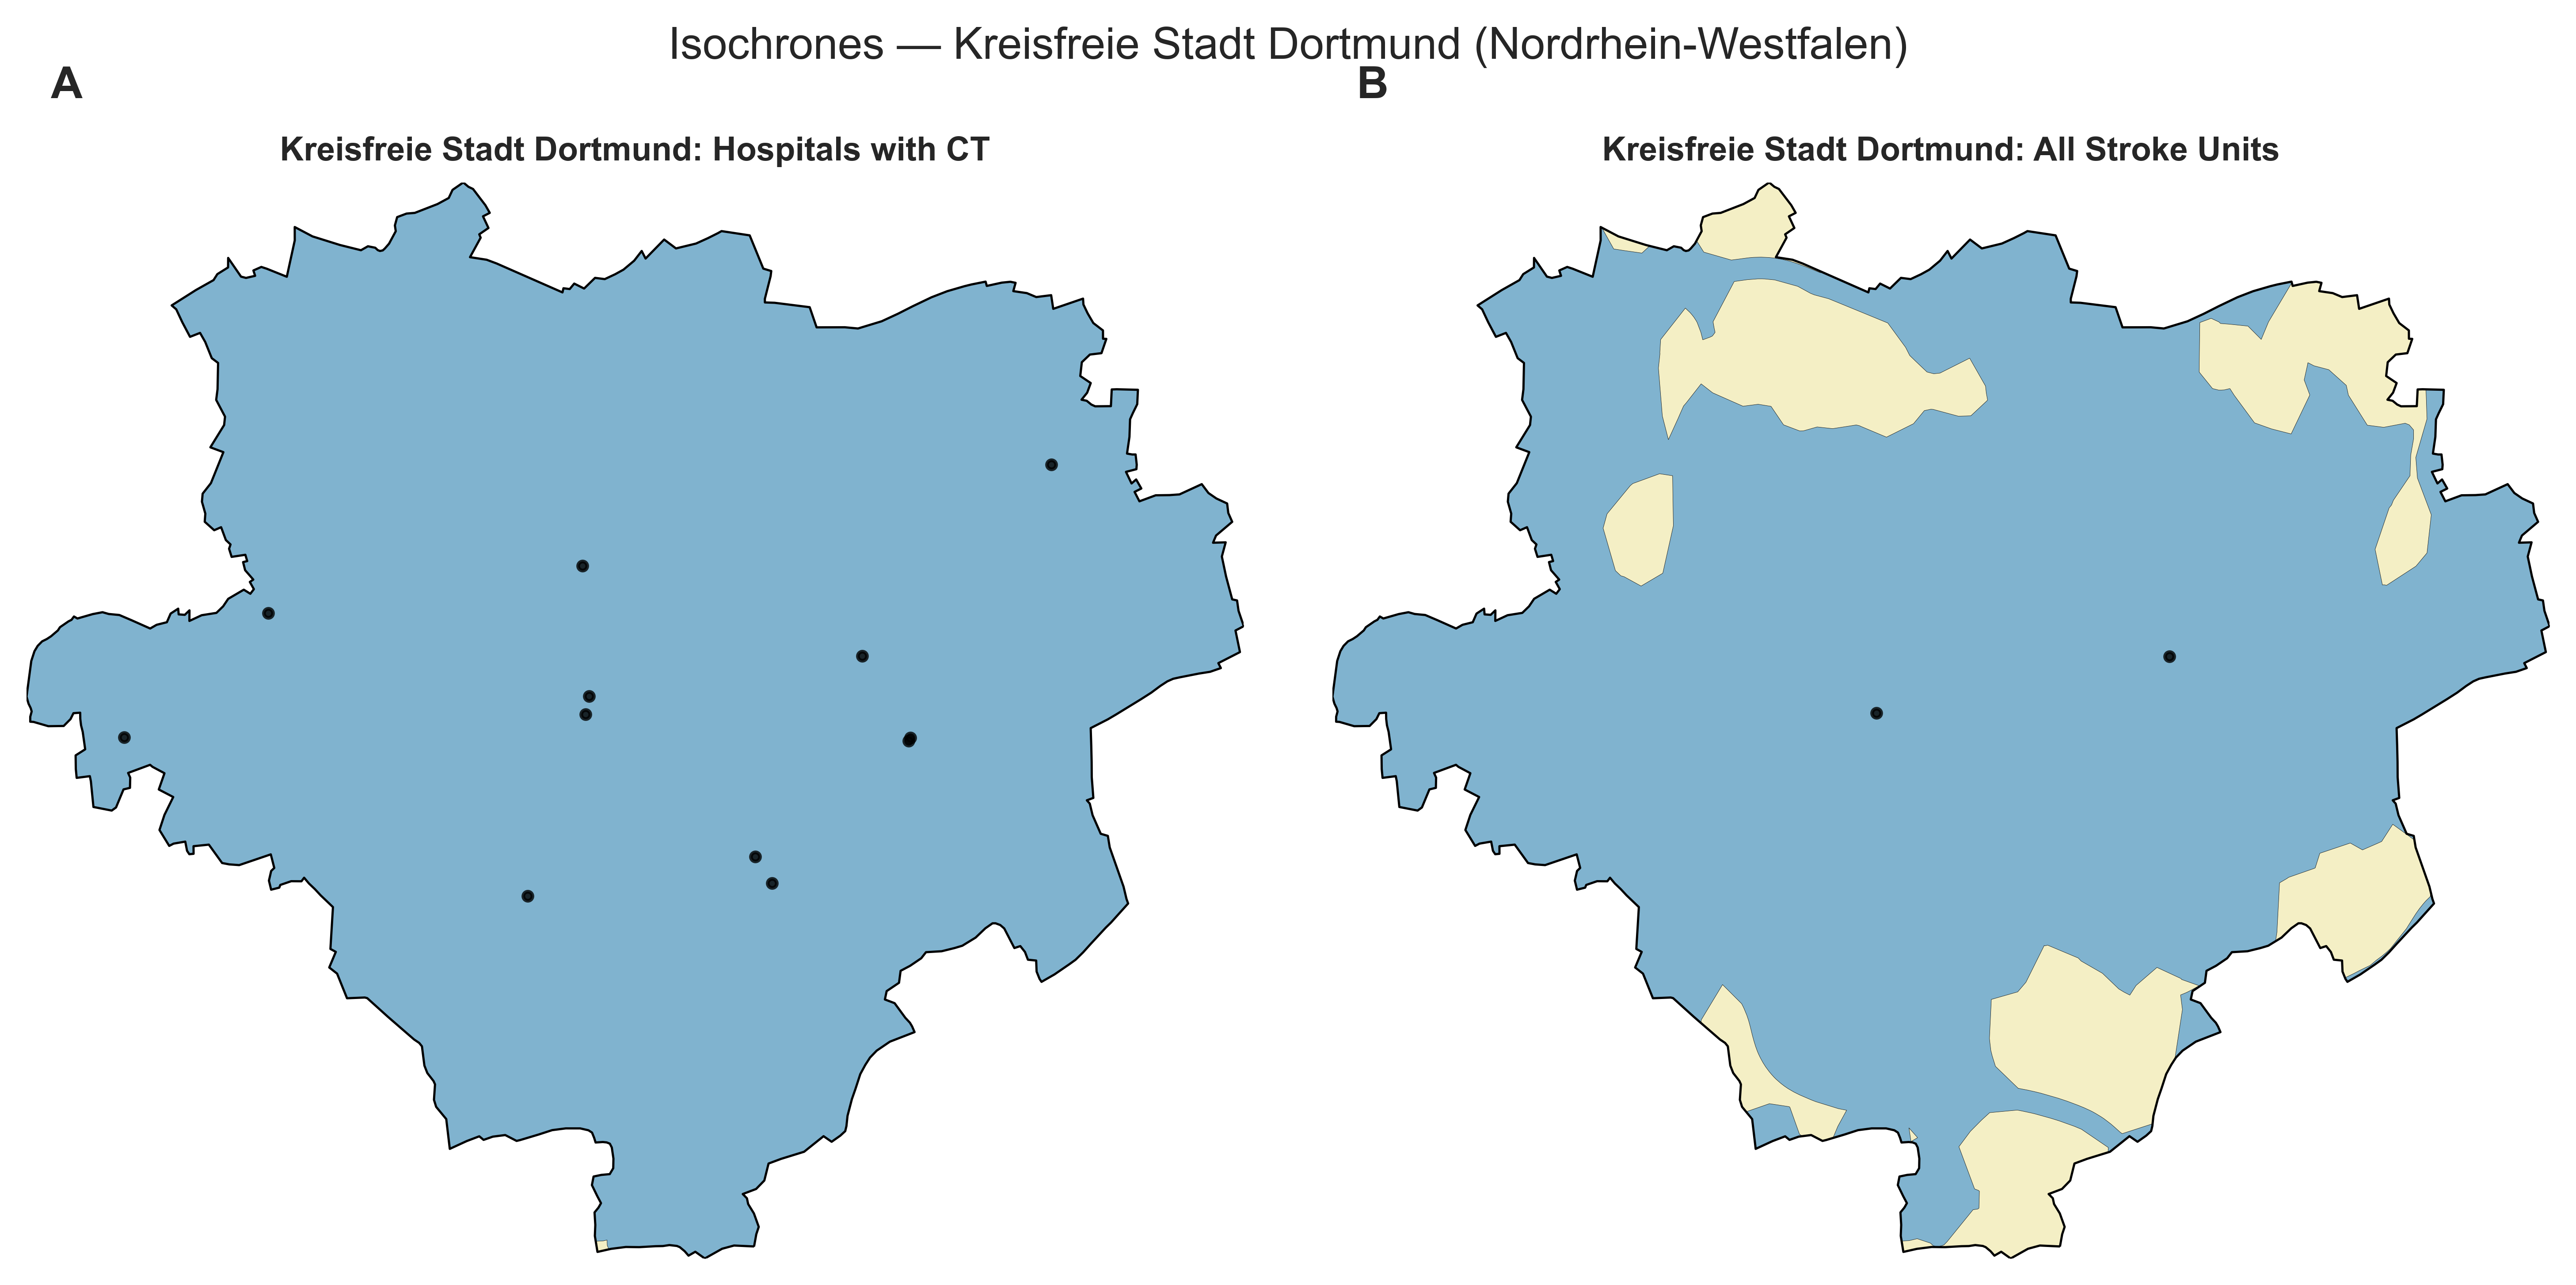 Isochrones — Kreisfreie Stadt Dortmund (Nordrhein-Westfalen)
A
B
Kreisfreie Stadt Dortmund: Hospitals with CT
Kreisfreie Stadt Dortmund: All Stroke Units